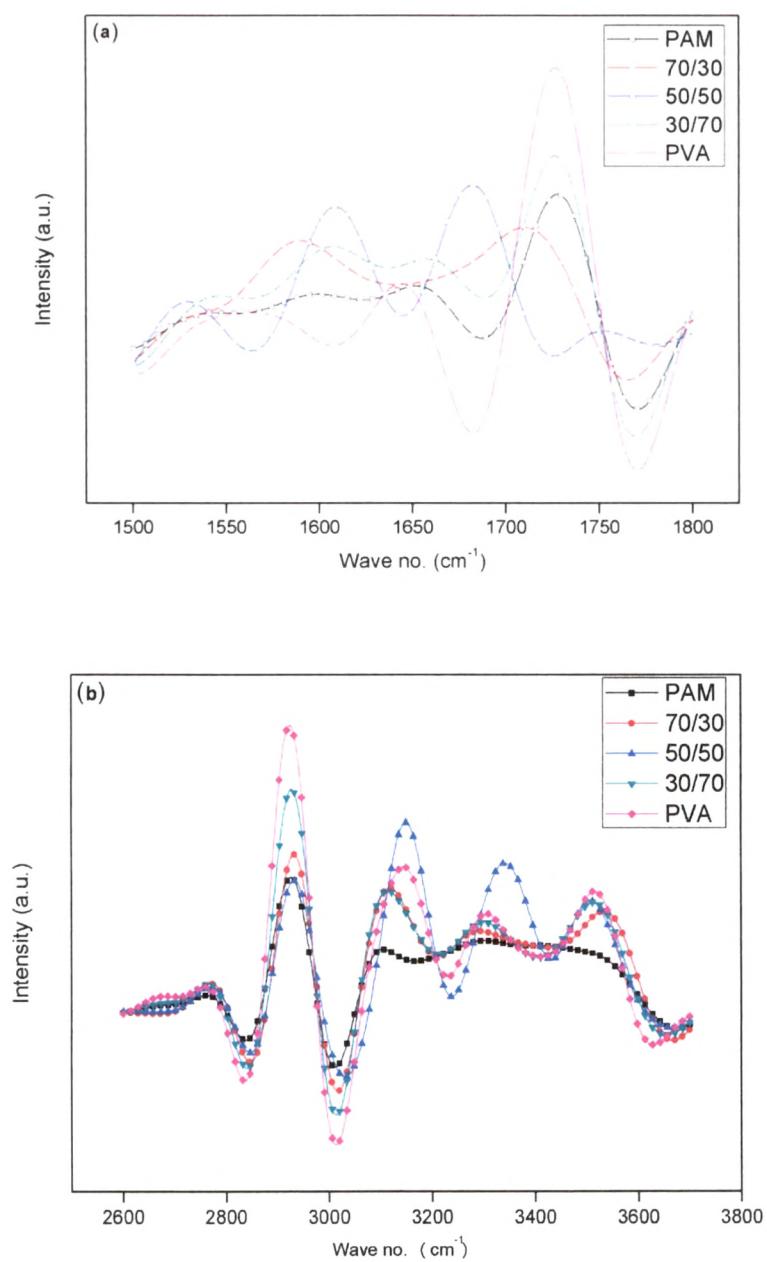 (a)
PAM
70/30
50/50
30/70
PVA
Intensity (a.u.)
1500 1550 1600 1650 1700 1750 1800
Wave no. (cm⁻¹)
(b)
PAM
70/30
50/50
30/70
PVA
Intensity (a.u.)
2600 2800 3000 3200 3400 3600 3800
Wave no. (cm⁻¹)